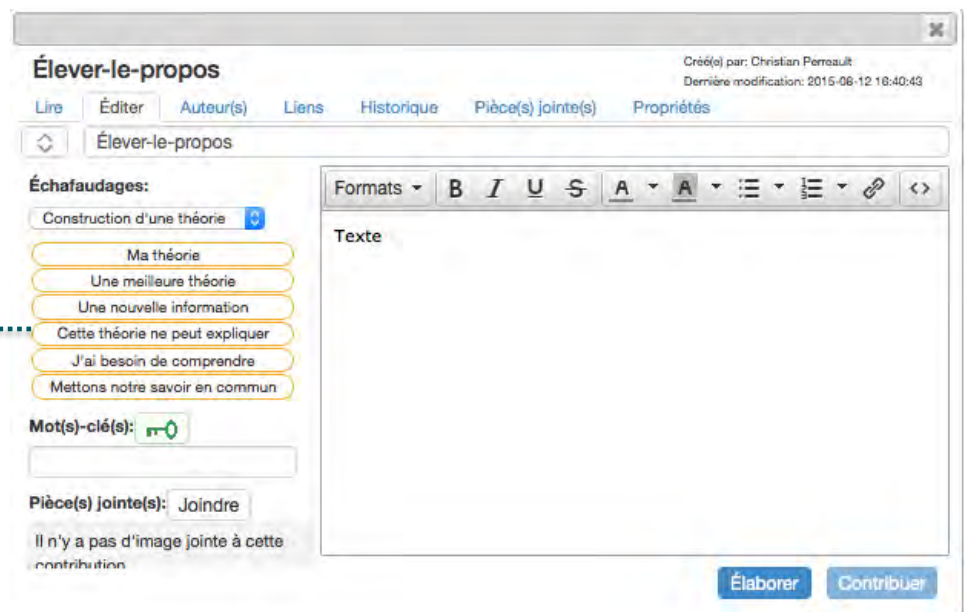 Élever-le-propos
Créé(e) par: Christian Perreault
Dernière modification: 2015-08-12 16:40:43
Lire Éditer Auteur(s) Liens Historique Pièce(s) jointe(s) Propriétés
Élever-le-propos
Échafaudages:
Construction d'une théorie
Ma théorie
Une meilleure théorie
Une nouvelle information
Cette théorie ne peut expliquer
J'ai besoin de comprendre
Mettons notre savoir en commun
Mot(s)-clé(s):
Pièce(s) jointe(s): Joindre
Il n'y a pas d'image jointe à cette
contribution
Formats B I U S A A
Texte
Élaborer Contribuer